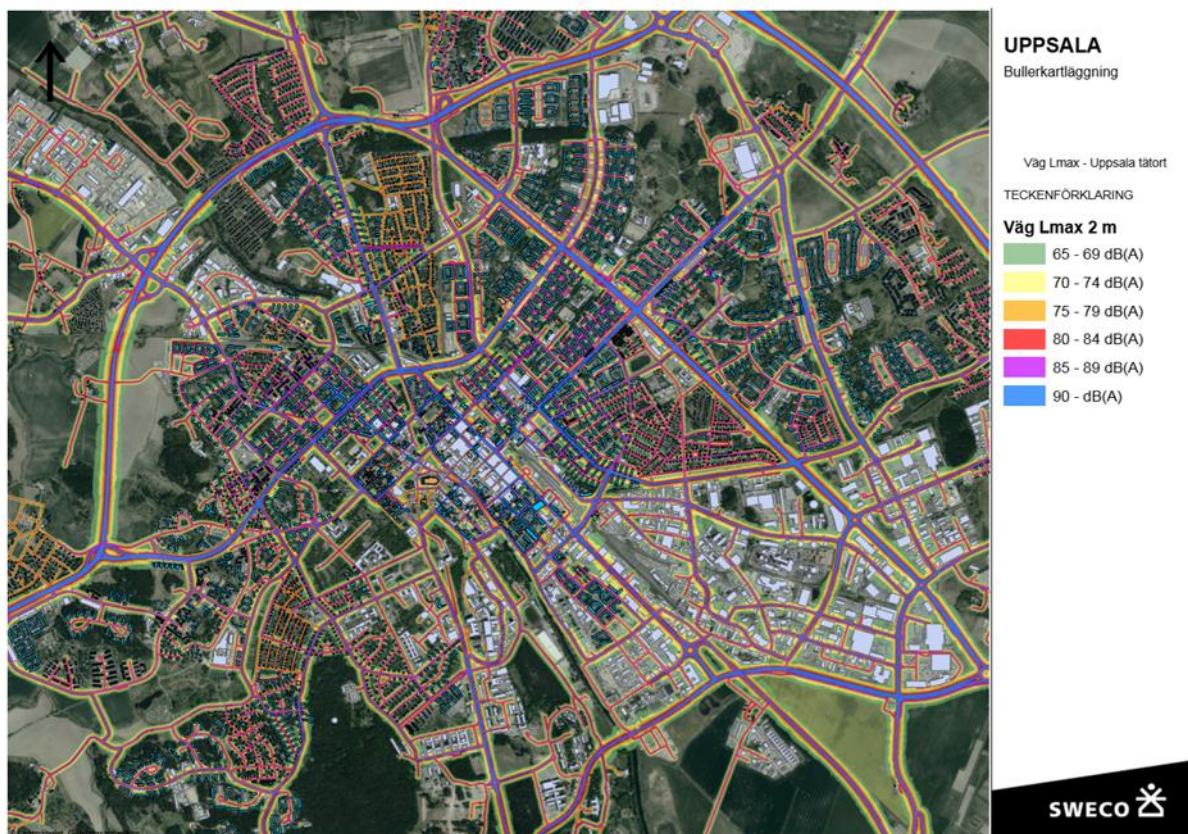 UPPSALA
Bullerkartläggning
Väg Lmax - Uppsala tätort
TECKENFÖRKLARING
Väg Lmax 2 m
65 - 69 dB(A)
70 - 74 dB(A)
75 - 79 dB(A)
80 - 84 dB(A)
85 - 89 dB(A)
90 - dB(A)
SWECO